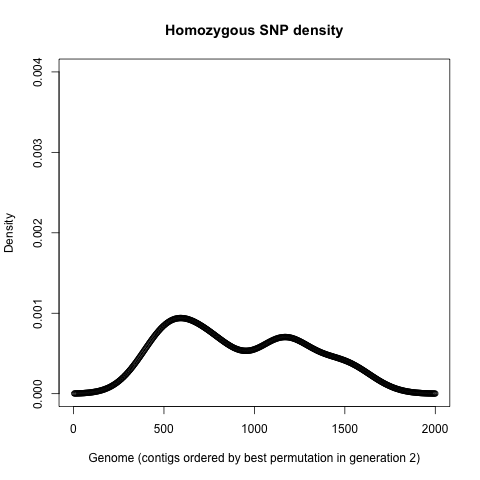 Homozygous SNP density
0.004
0.003
0.002
0.001
0.000
Density
0 500 1000 1500 2000
Genome (contigs ordered by best permutation in generation 2)